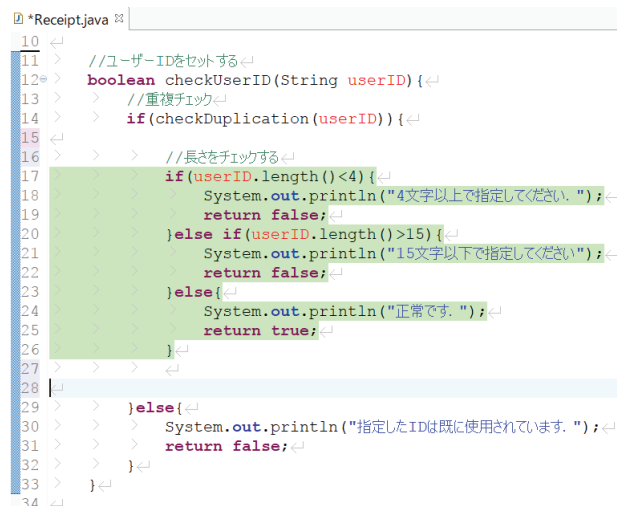 *Receipt.java
10
11 //ユーザーIDをセットする
12 boolean checkUserID(String userID){
13 //重複チェック
14 if(checkDuplication(userID)){
15
16 //長さをチェックする
17 if(userID.length()<4){
18 System.out.println("4文字以上で指定してください．");
19 return false;
20 }else if(userID.length()>15){
21 System.out.println("15文字以下で指定してください");
22 return false;
23 }else{
24 System.out.println("正常です．");
25 return true;
26 }
27
28
29 }else{
30 System.out.println("指定したIDは既に使用されています．");
31 return false;
32 }
33 }
34